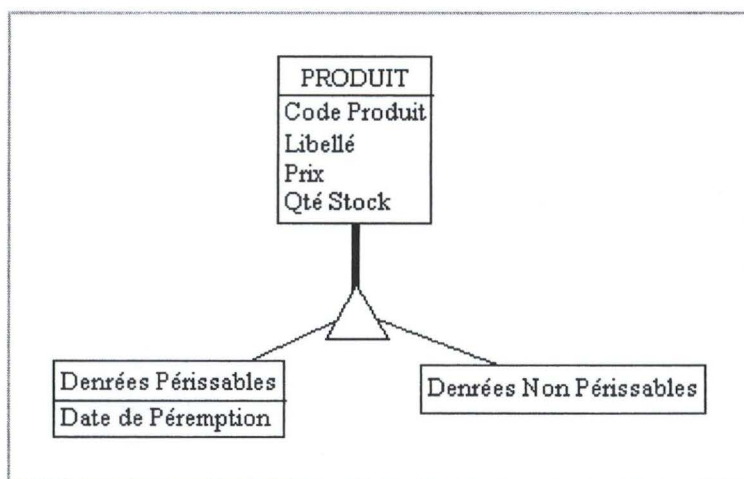 PRODUIT
Code Produit
Libellé
Prix
Qté Stock
Denrées Périssables
Date de Péremption
Denrées Non Périssables